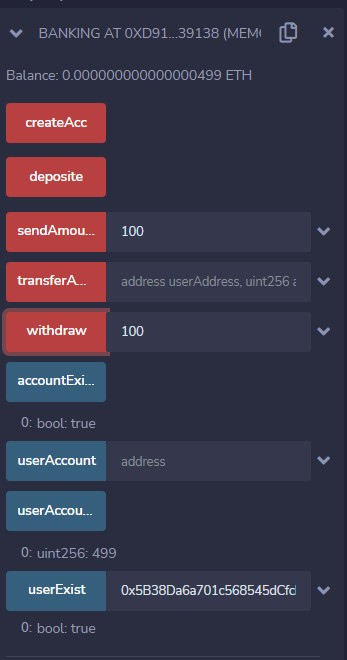 BANKING AT 0XD91...39138 (MEM
Balance: 0.000000000000000499 ETH
createAcc
deposite
sendAmou... 100
transferA... address userAddress, uint256 a
withdraw 100
accountExi...
0: bool: true
userAccount address
userAccou...
0: uint256: 499
userExist 0x5B38Da6a701c568545dCfcl
0: bool: true